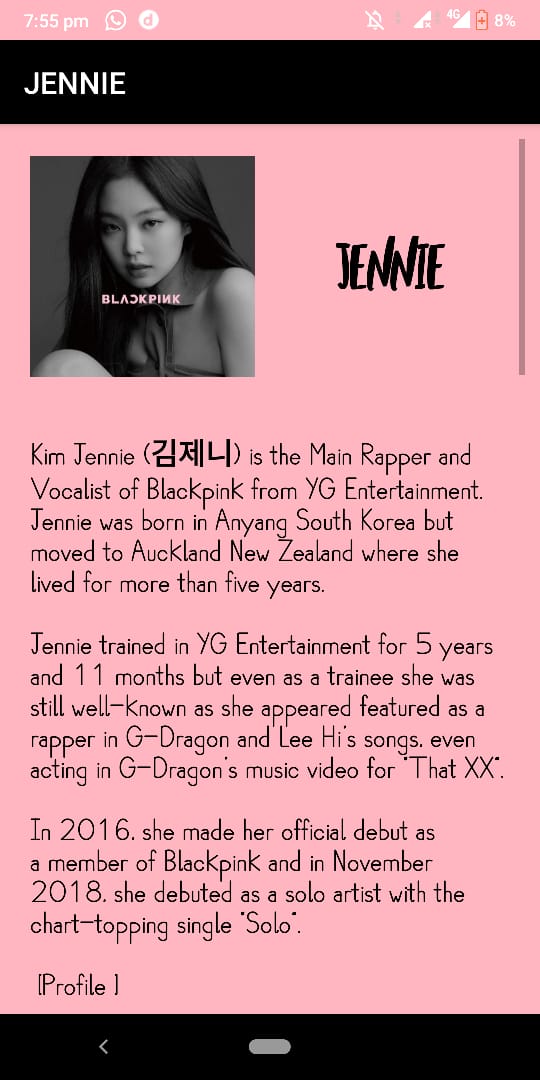 7:55 pm
4G
8%
JENNIE
BLACKPINK
JENNIE
Kim Jennie (김제니) is the Main Rapper and
Vocalist of Blackpink from YG Entertainment.
Jennie was born in Anyang South Korea but
moved to Auckland New Zealand where she
lived for more than five years.
Jennie trained in YG Entertainment for 5 years
and 11 months but even as a trainee she was
still well-known as she appeared featured as a
rapper in G-Dragon and Lee Hi's songs. even
acting in G-Dragon's music video for "That XX".
In 2016. she made her official debut as
a member of Blackpink and in November
2018. she debuted as a solo artist with the
chart-topping single "Solo".
[Profile ]